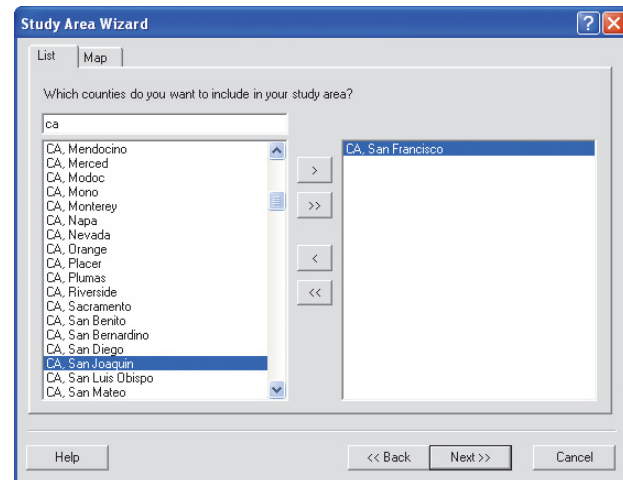 Study Area Wizard
List
Map
Which counties do you want to include in your study area?
ca
CA, Mendocino
CA, Merced
CA, Modoc
CA, Mono
CA, Monterey
CA, Napa
CA, Nevada
CA, Orange
CA, Placer
CA, Plumas
CA, Riverside
CA, Sacramento
CA, San Benito
CA, San Bernardino
CA, San Diego
CA, San Joaquin
CA, San Luis Obispo
CA, San Mateo
>
>>
<
<<
CA, San Francisco
Help
<< Back
Next >>
Cancel